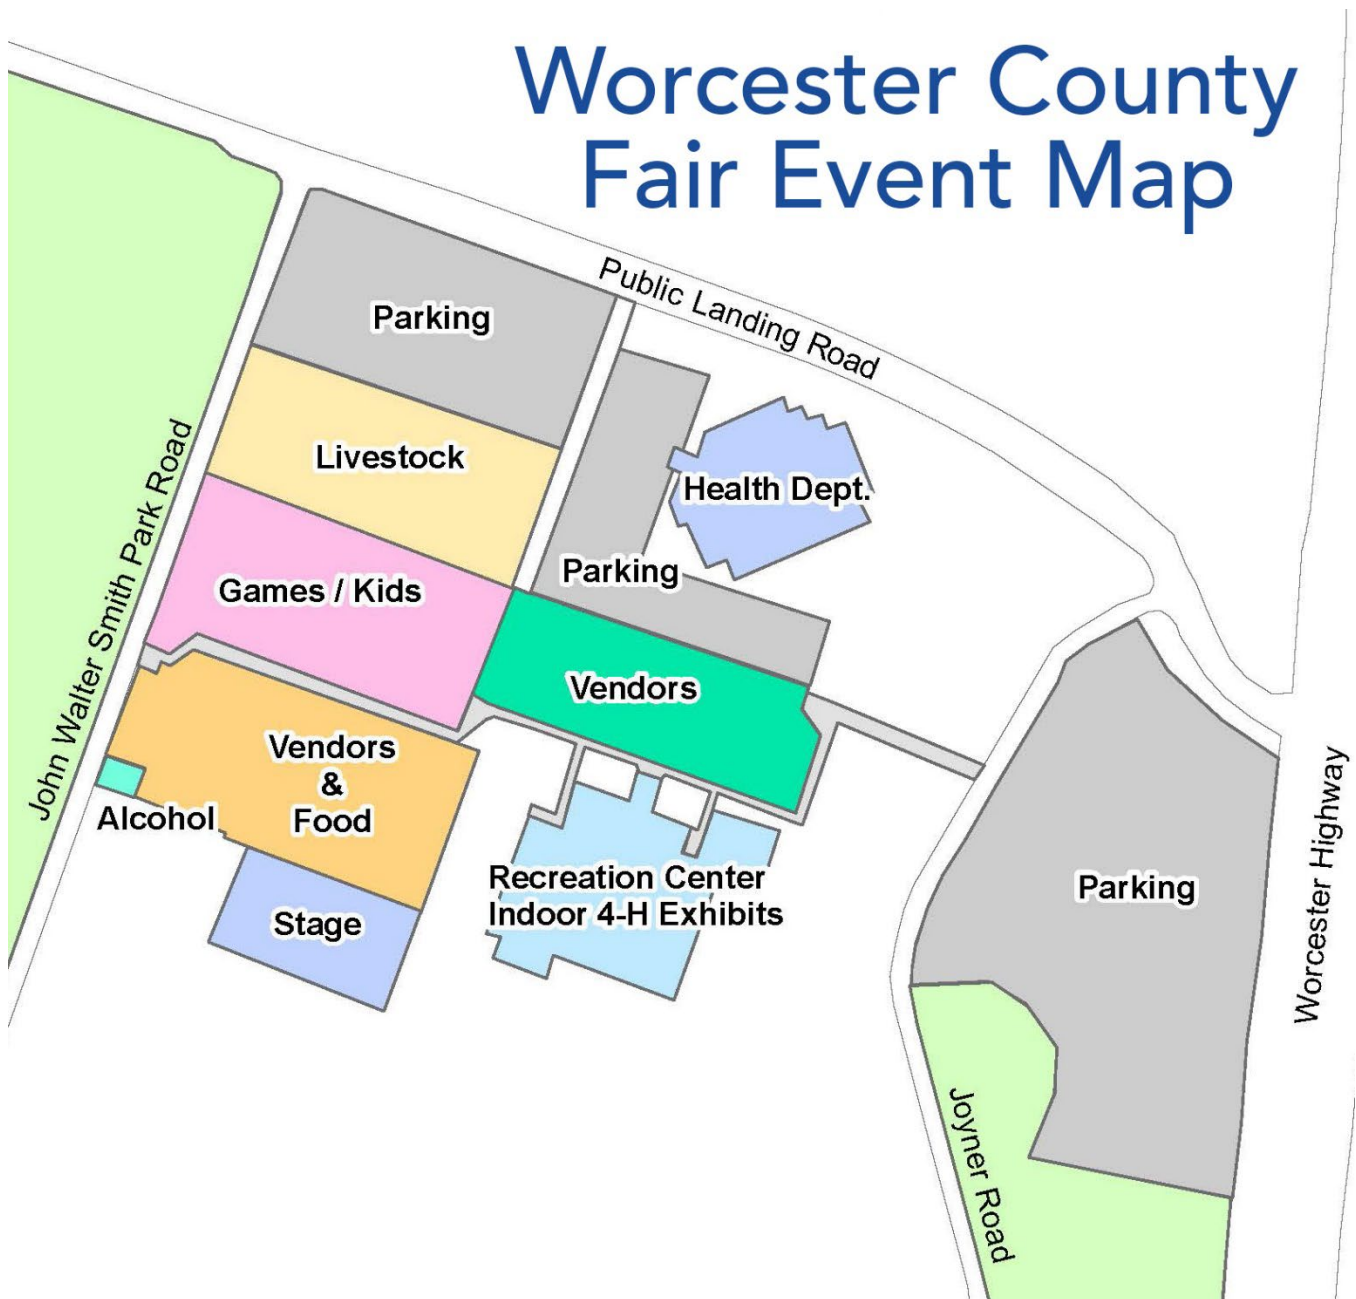 Worcester County
Fair Event Map
Public Landing Road
Parking
Livestock
Health Dept.
Parking
Games / Kids
John Walter Smith Park Road
Vendors
Vendors
&
Food
Alcohol
Stage
Recreation Center
Indoor 4-H Exhibits
Parking
Worcester Highway
Joyner Road